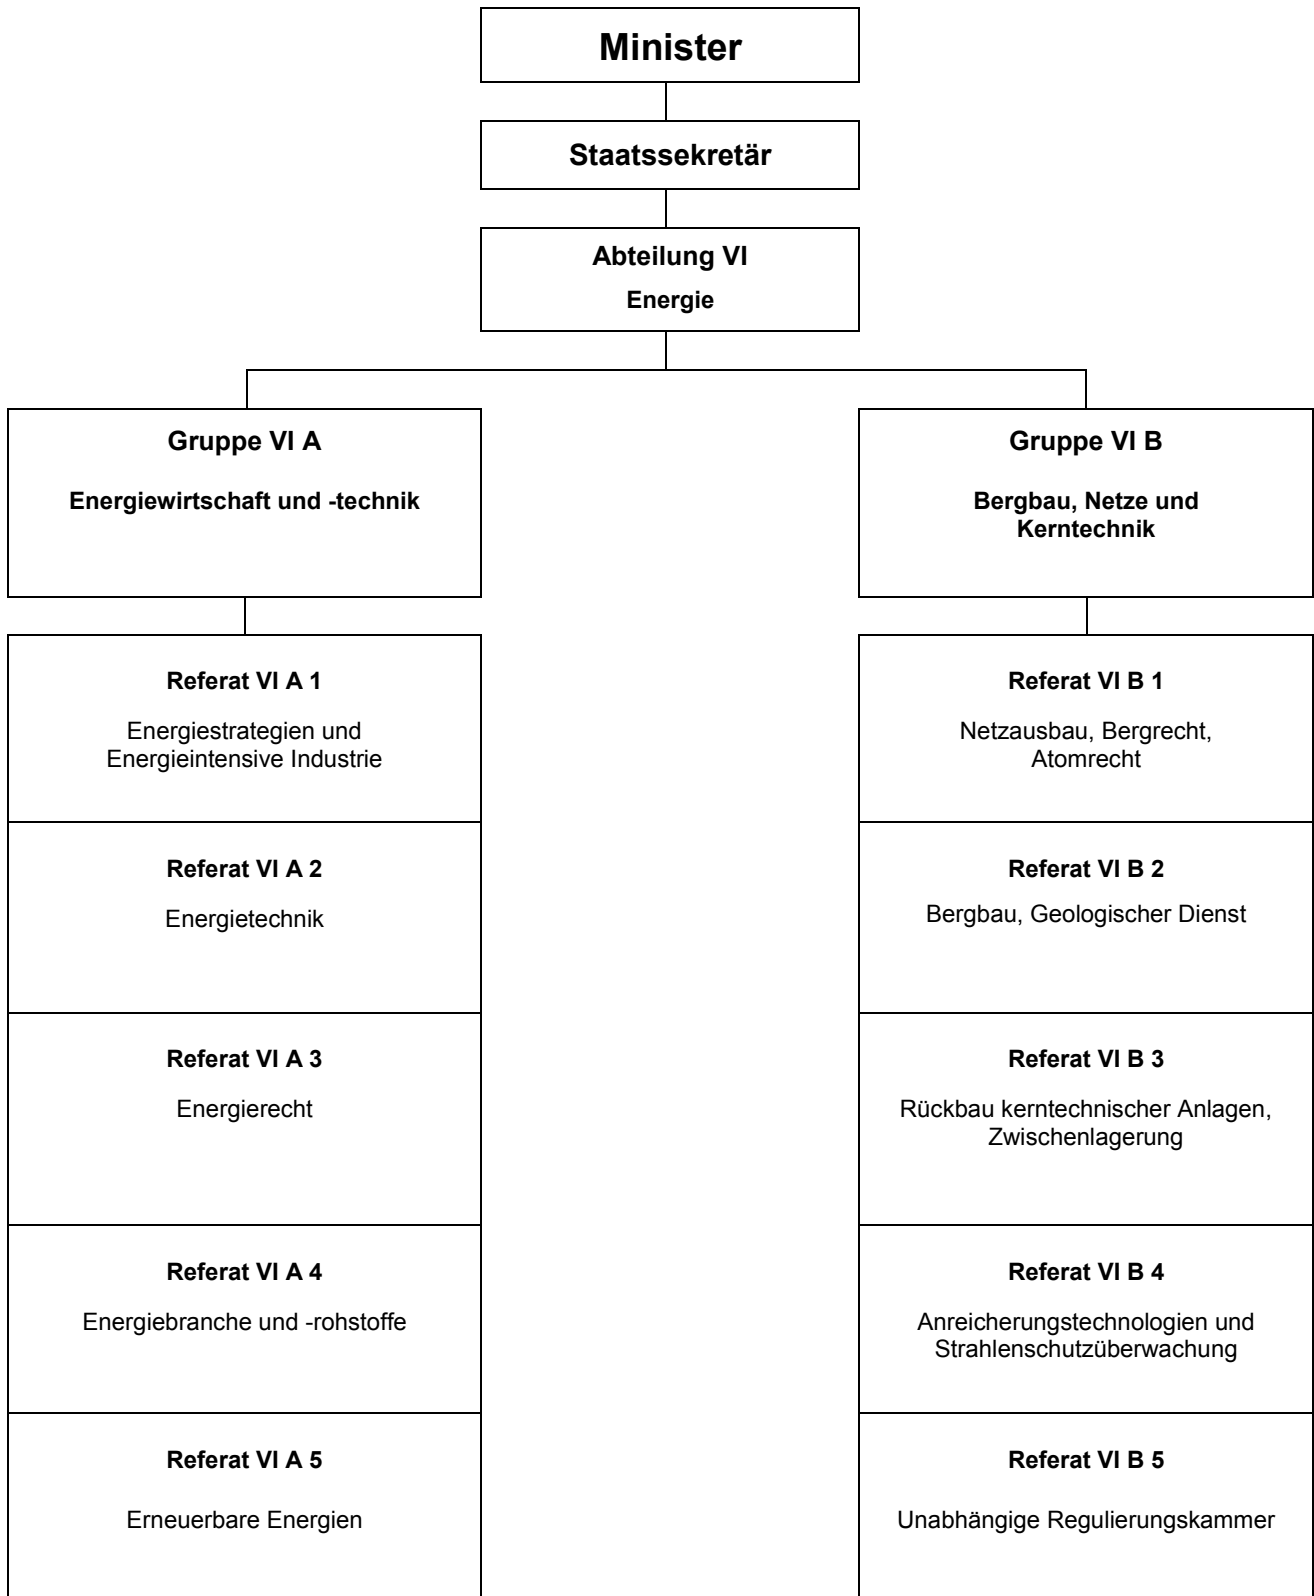 Minister
Staatssekretär
Abteilung VI
Energie
Gruppe VI A
Energiewirtschaft und -technik
Gruppe VI B
Bergbau, Netze und
Kerntechnik
Referat VI A 1
Energiestrategien und
Energieintensive Industrie
Referat VI A 2
Energietechnik
Referat VI A 3
Energierecht
Referat VI A 4
Energiebranche und -rohstoffe
Referat VI A 5
Erneuerbare Energien
Referat VI B 1
Netzausbau, Bergrecht,
Atomrecht
Referat VI B 2
Bergbau, Geologischer Dienst
Referat VI B 3
Rückbau kerntechnischer Anlagen,
Zwischenlagerung
Referat VI B 4
Anreicherungstechnologien und
Strahlenschutzüberwachung
Referat VI B 5
Unabhängige Regulierungskammer